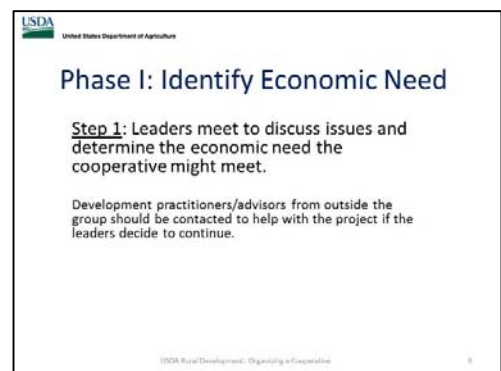 USDA
United States Department of Agriculture
Phase I: Identify Economic Need
Step 1: Leaders meet to discuss issues and
determine the economic need the
cooperative might meet.
Development practitioners/advisors from outside the
group should be contacted to help with the project if the
leaders decide to continue.
USDA Rural Development: Organizing a Cooperative